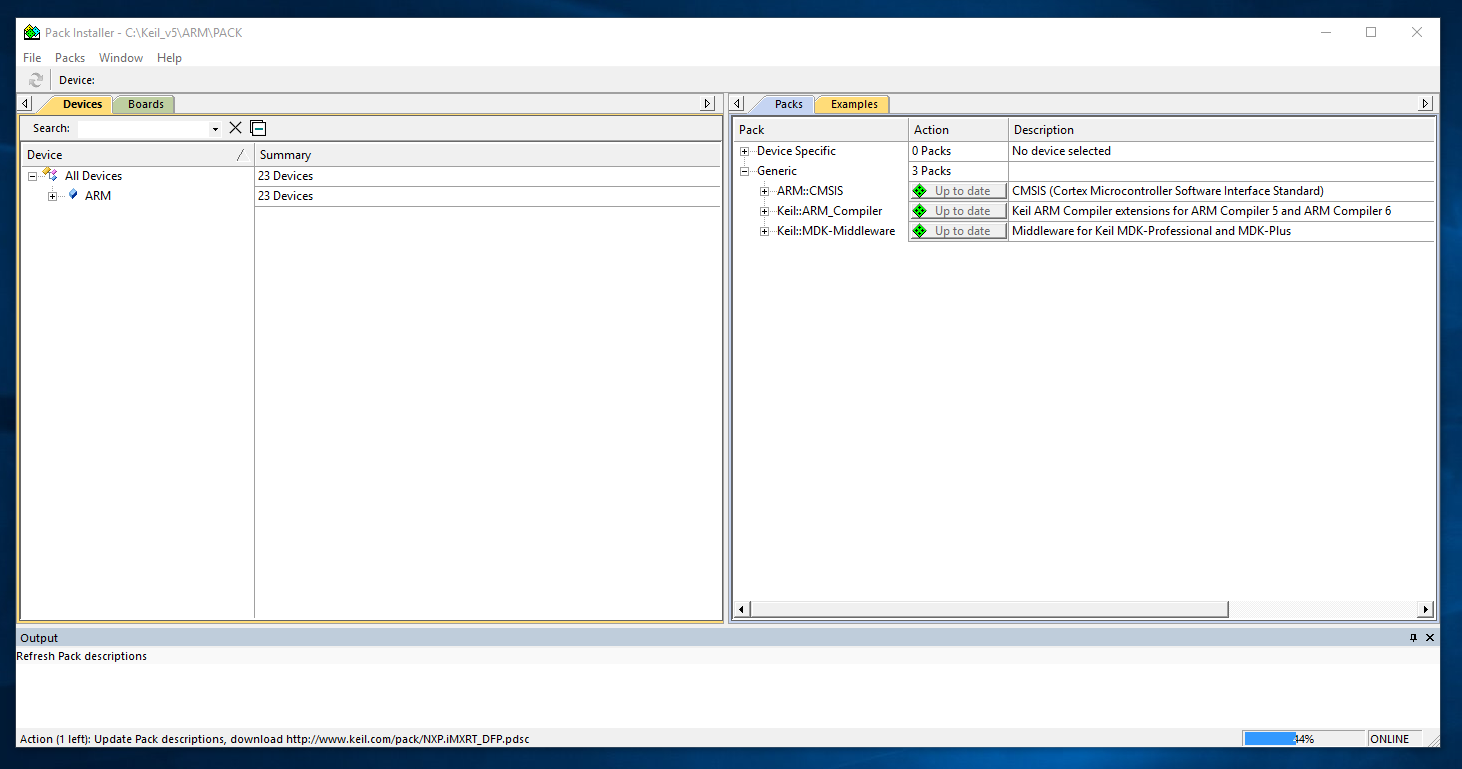 Pack Installer - C:\Keil_v5\ARM\PACK
File Packs Window Help
Device:
Devices Boards
Search:
Device / Summary
All Devices 23 Devices
ARM 23 Devices
Packs Examples
Pack Action Description
Device Specific 0 Packs No device selected
Generic 3 Packs
ARM::CMSIS Up to date CMSIS (Cortex Microcontroller Software Interface Standard)
Keil::ARM_Compiler Up to date Keil ARM Compiler extensions for ARM Compiler 5 and ARM Compiler 6
Keil::MDK-Middleware Up to date Middleware for Keil MDK-Professional and MDK-Plus
Output
Refresh Pack descriptions
Action (1 left): Update Pack descriptions, download http://www.keil.com/pack/NXP.iMXRT_DFP.pdsc 44% ONLINE